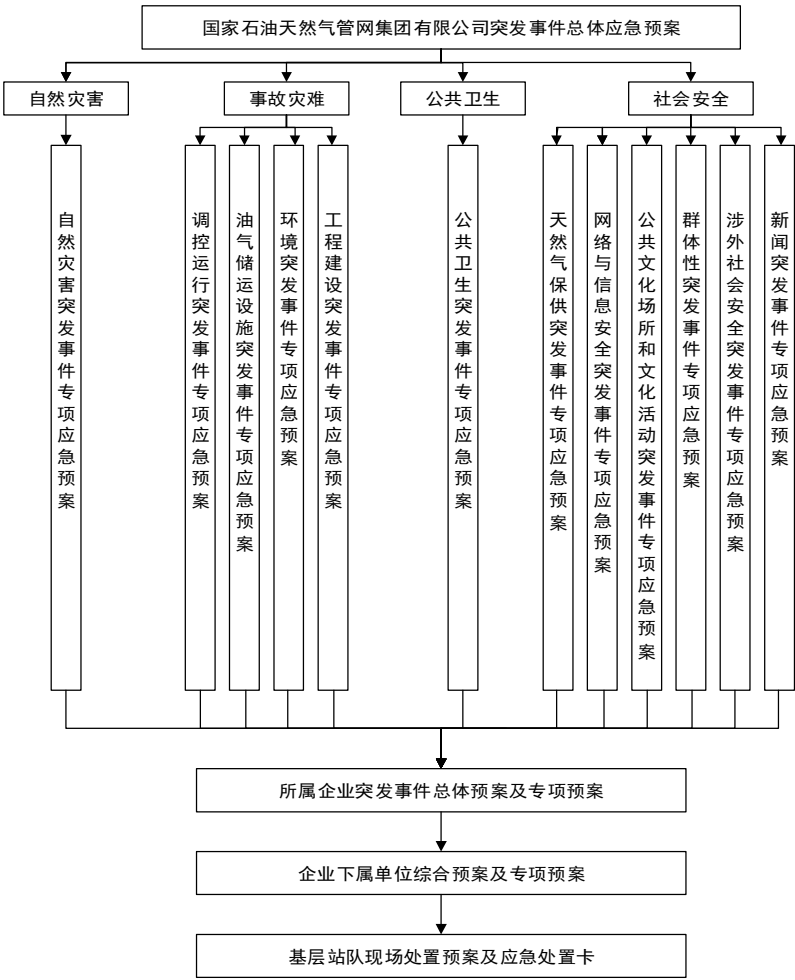 国家石油天然气管网集团有限公司突发事件总体应急预案
自然灾害
事故灾难
公共卫生
社会安全
自然灾害突发事件专项应急预案
调控运行突发事件专项应急预案
油气储运设施突发事件专项应急预案
环境突发事件专项应急预案
工程建设突发事件专项应急预案
公共卫生突发事件专项应急预案
天然气保供突发事件专项应急预案
网络与信息安全突发事件专项应急预案
公共文化场所和文化活动突发事件专项应急预案
群体性突发事件专项应急预案
涉外社会安全突发事件专项应急预案
新闻突发事件专项应急预案
所属企业突发事件总体预案及专项预案
企业下属单位综合预案及专项预案
基层站队现场处置预案及应急处置卡